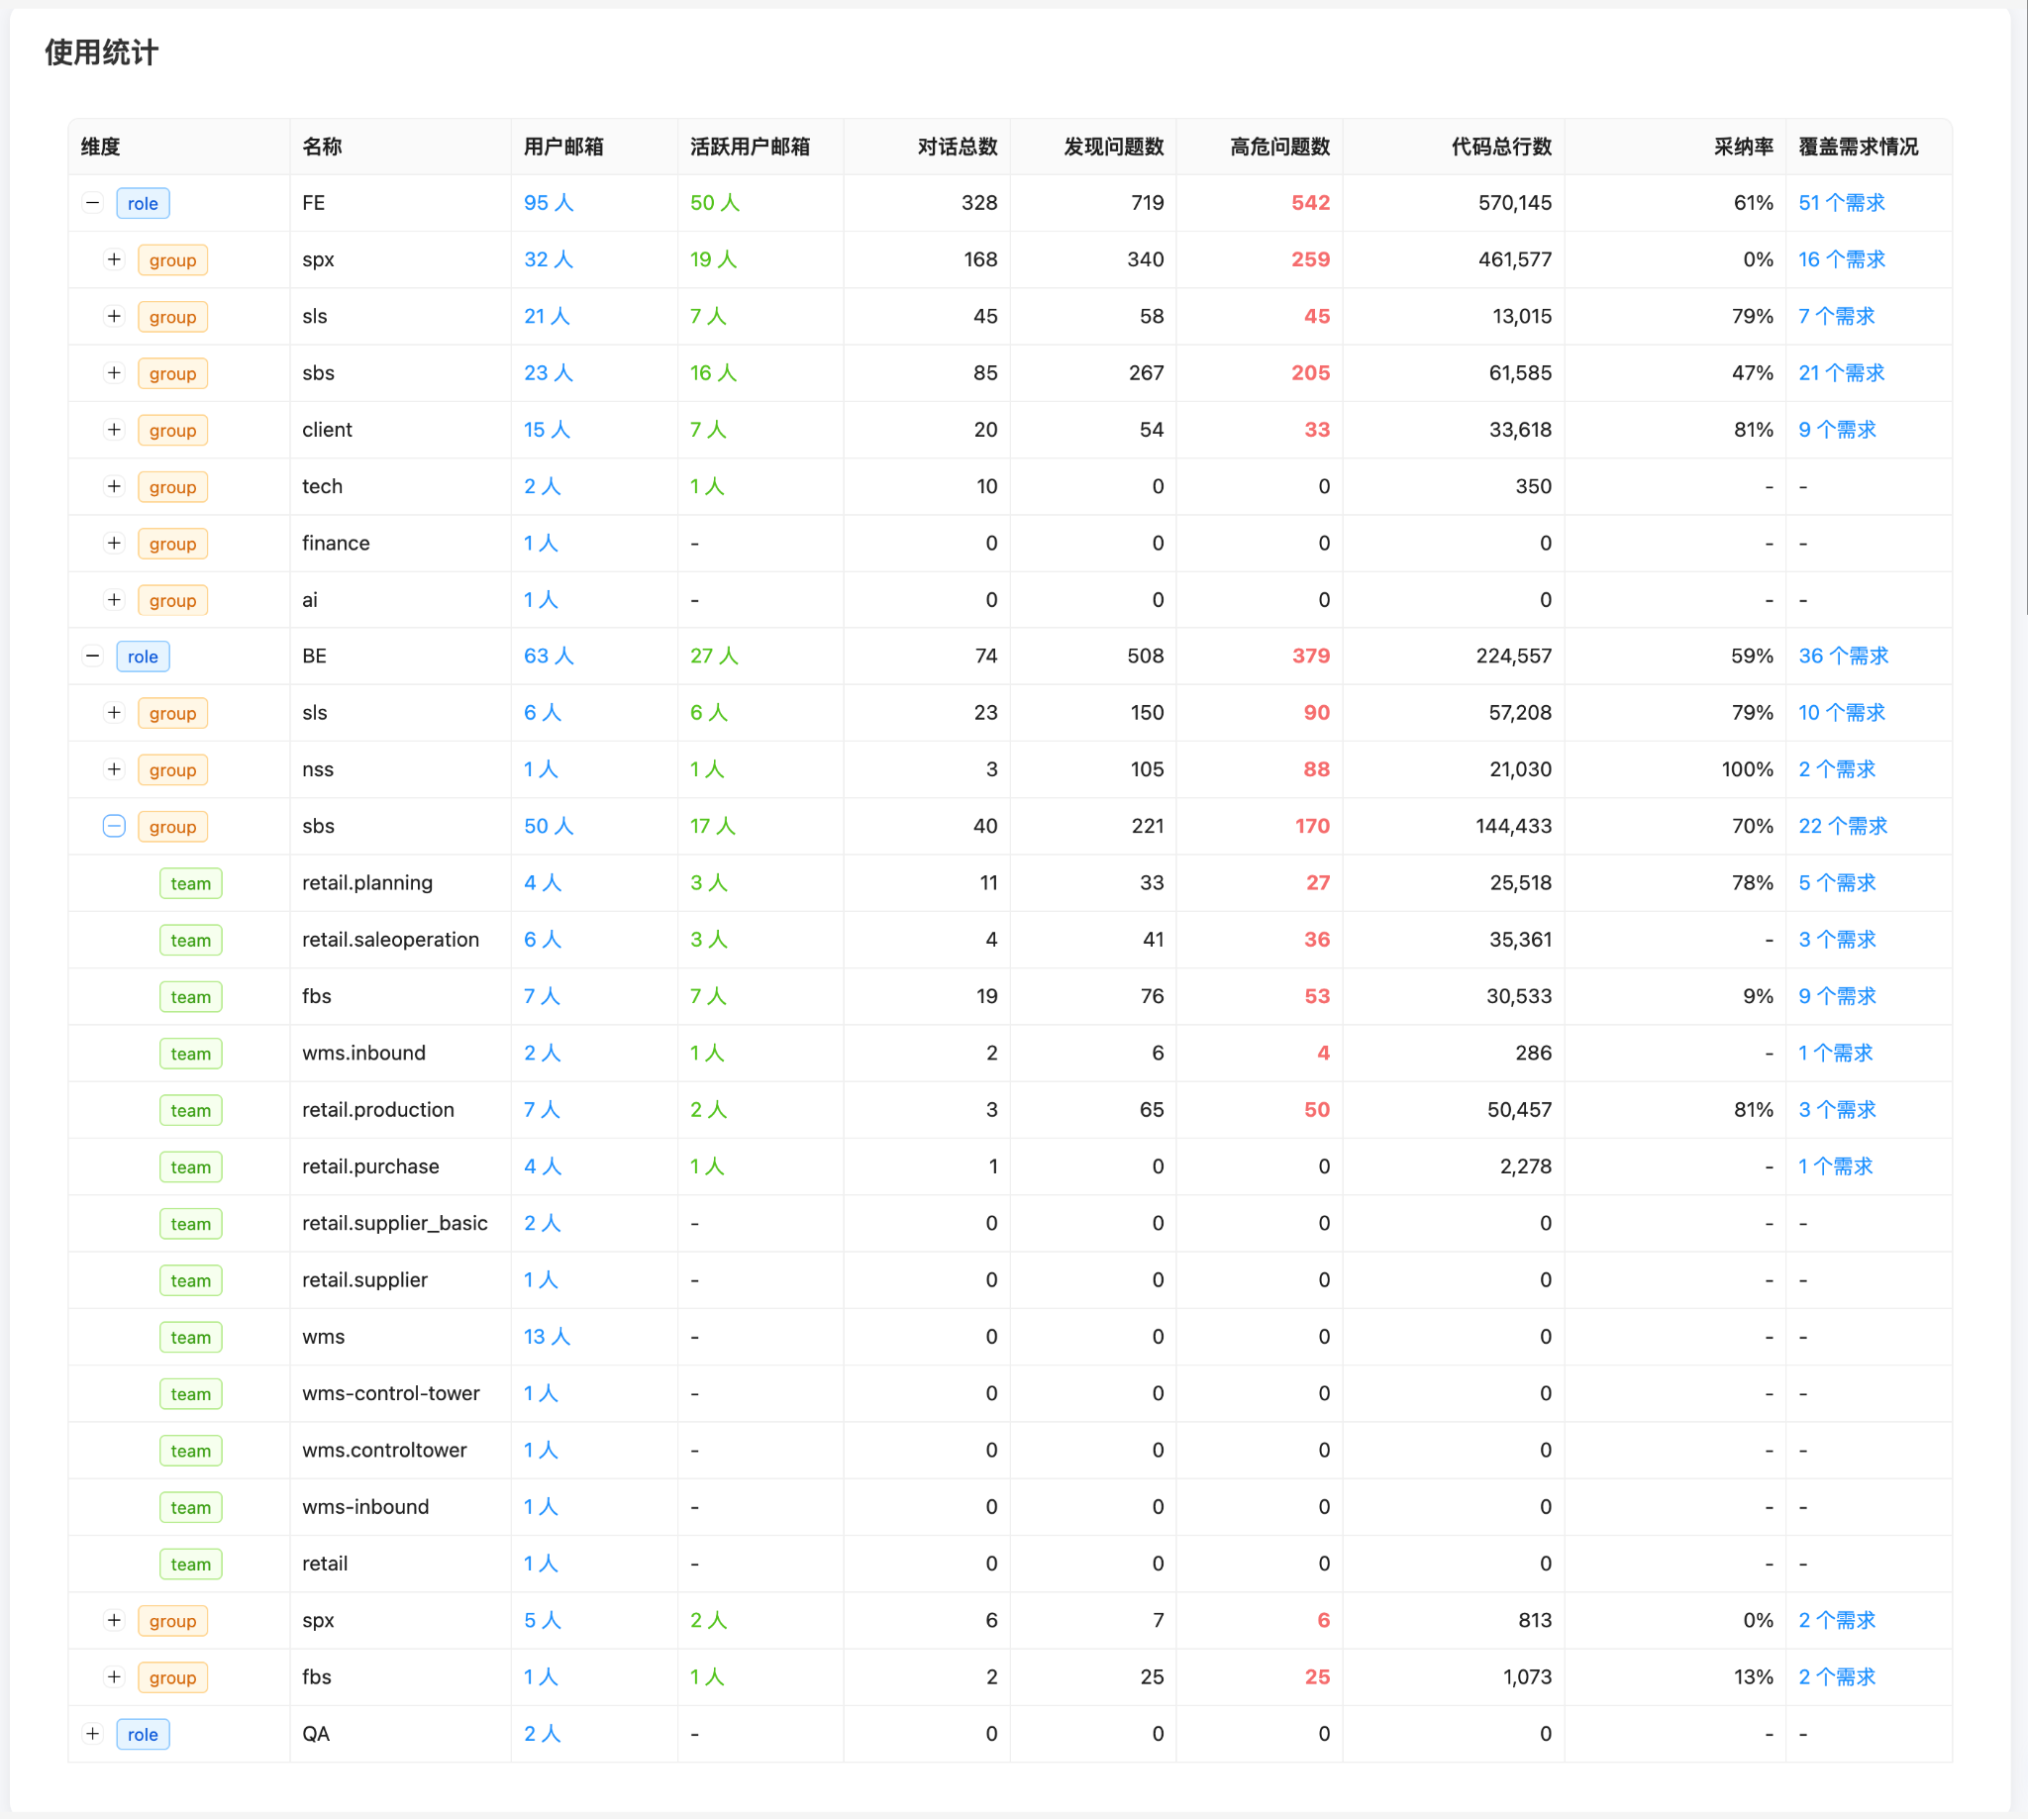 使用统计
维度 名称 用户邮箱 活跃用户邮箱 对话总数 发现问题数 高危问题数 代码总行数 采纳率 覆盖需求情况
role FE 95 人 50 人 328 719 542 570,145 61% 51 个需求
group spx 32 人 19 人 168 340 259 461,577 0% 16 个需求
group sls 21 人 7 人 45 58 45 13,015 79% 7 个需求
group sbs 23 人 16 人 85 267 205 61,585 47% 21 个需求
group client 15 人 7 人 20 54 33 33,618 81% 9 个需求
group tech 2 人 1 人 10 0 0 350 - -
group finance 1 人 - 0 0 0 0 - -
group ai 1 人 - 0 0 0 0 - -
role BE 63 人 27 人 74 508 379 224,557 59% 36 个需求
group sls 6 人 6 人 23 150 90 57,208 79% 10 个需求
group nss 1 人 1 人 3 105 88 21,030 100% 2 个需求
group sbs 50 人 17 人 40 221 170 144,433 70% 22 个需求
team retail.planning 4 人 3 人 11 33 27 25,518 78% 5 个需求
team retail.saleoperation 6 人 3 人 4 41 36 35,361 - 3 个需求
team fbs 7 人 7 人 19 76 53 30,533 9% 9 个需求
team wms.inbound 2 人 1 人 2 6 4 286 - 1 个需求
team retail.production 7 人 2 人 3 65 50 50,457 81% 3 个需求
team retail.purchase 4 人 1 人 1 0 0 2,278 - 1 个需求
team retail.supplier_basic 2 人 - 0 0 0 0 - -
team retail.supplier 1 人 - 0 0 0 0 - -
team wms 13 人 - 0 0 0 0 - -
team wms-control-tower 1 人 - 0 0 0 0 - -
team wms.controltower 1 人 - 0 0 0 0 - -
team wms-inbound 1 人 - 0 0 0 0 - -
team retail 1 人 - 0 0 0 0 - -
group spx 5 人 2 人 6 7 6 813 0% 2 个需求
group fbs 1 人 1 人 2 25 25 1,073 13% 2 个需求
role QA 2 人 - 0 0 0 0 - -